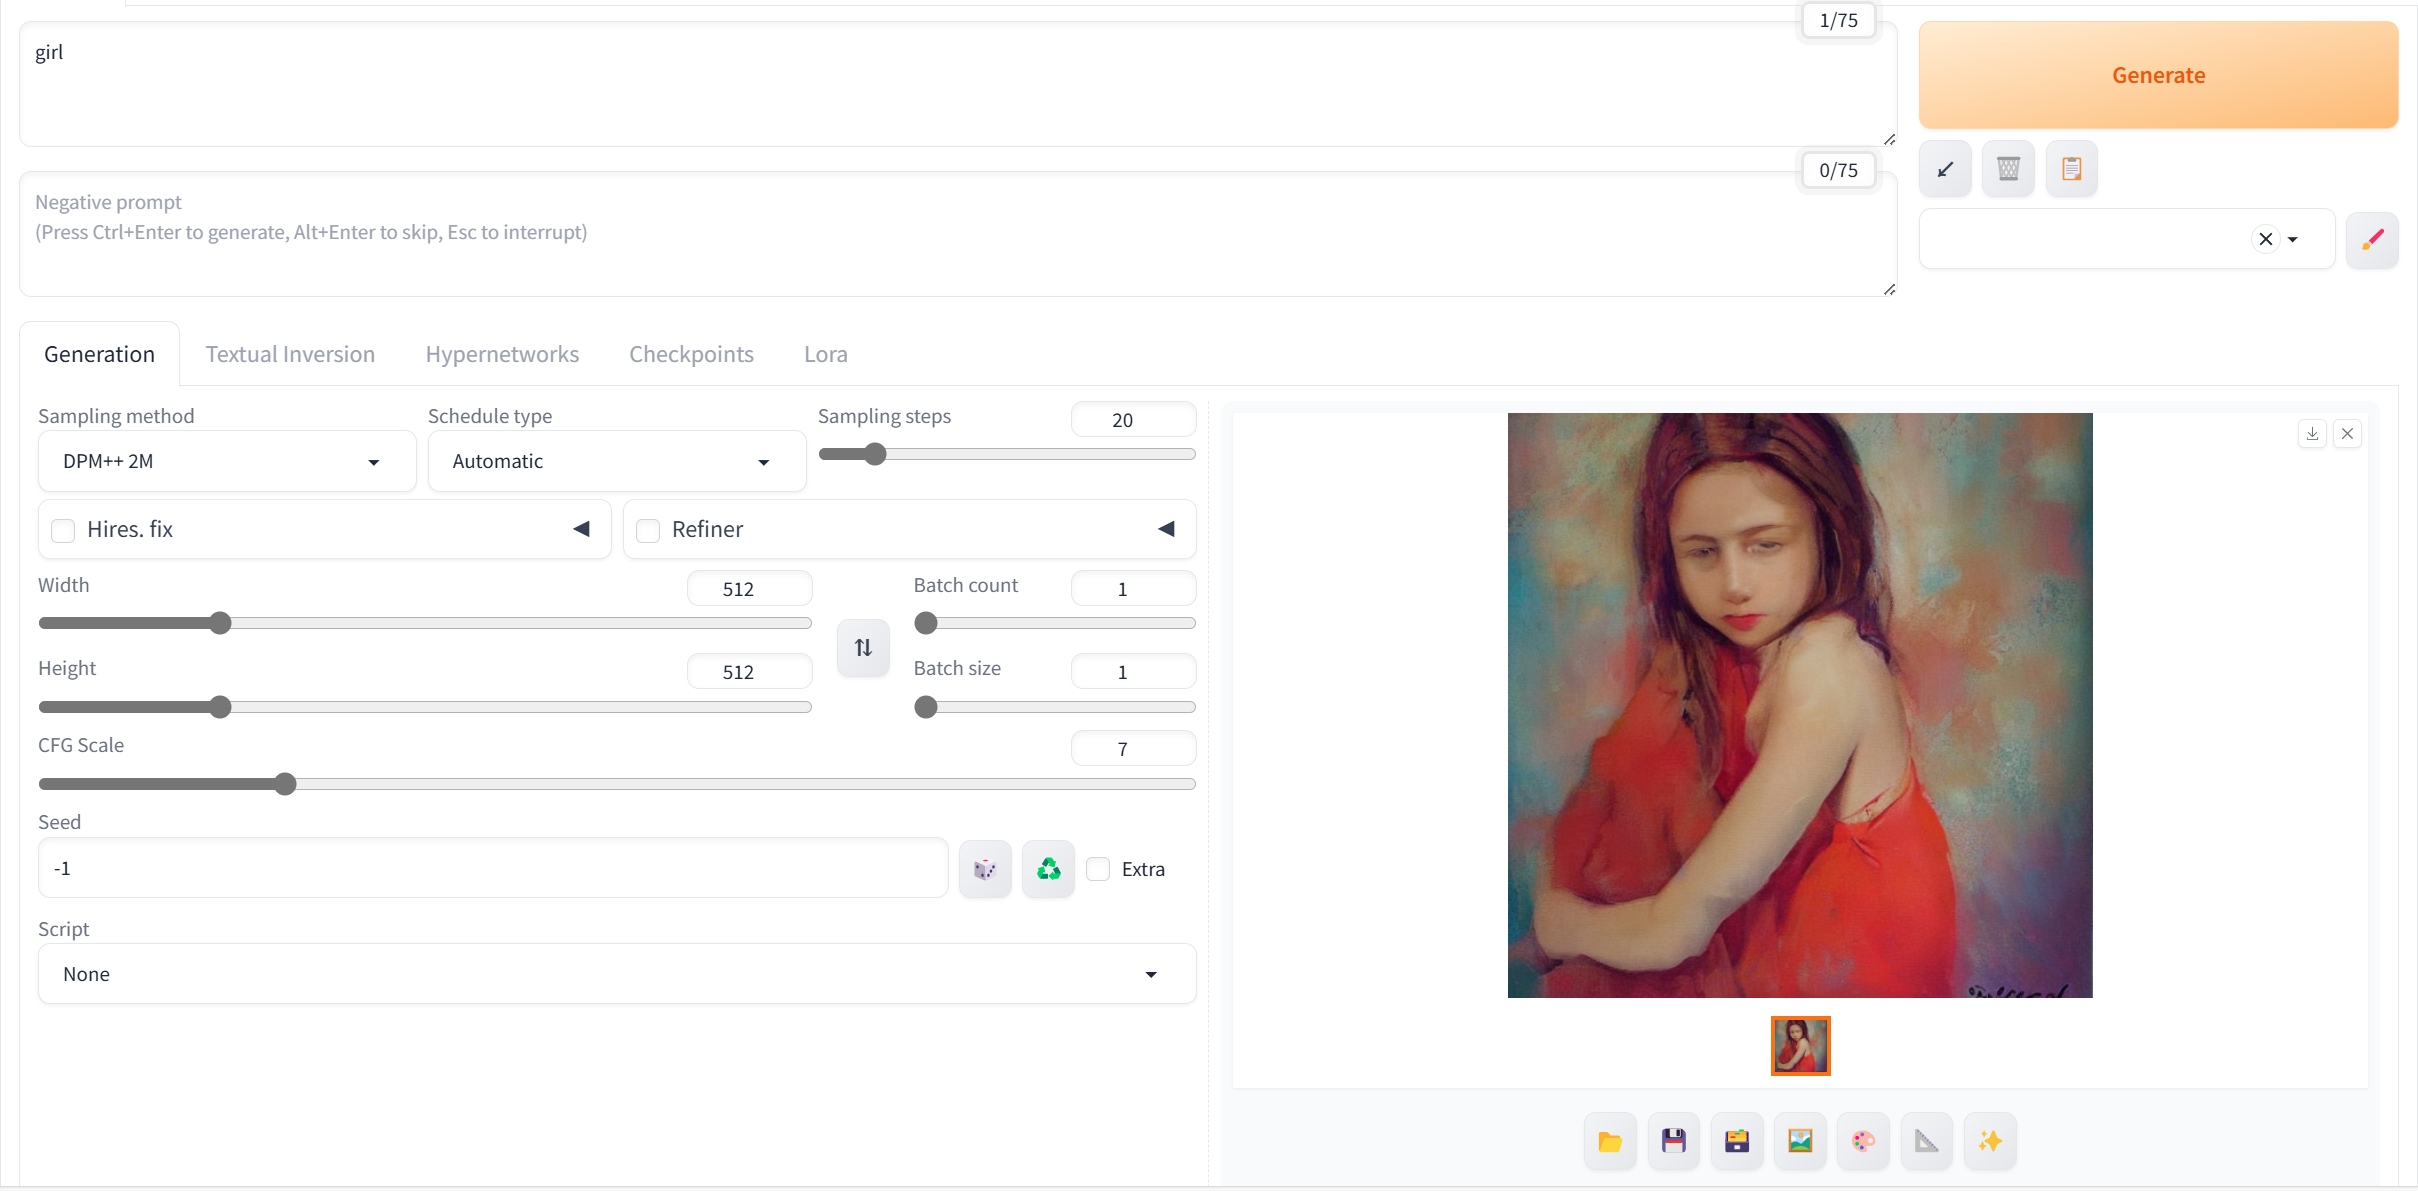 1/75
girl
Generate
0/75
Negative prompt
(Press Ctrl+Enter to generate, Alt+Enter to skip, Esc to interrupt)
Generation
Textual Inversion
Hypernetworks
Checkpoints
Lora
Sampling method
Schedule type
Sampling steps
20
DPM++ 2M
Automatic
Hires. fix
Refiner
Width
512
Batch count
1
Height
512
Batch size
1
CFG Scale
7
Seed
-1
Extra
Script
None